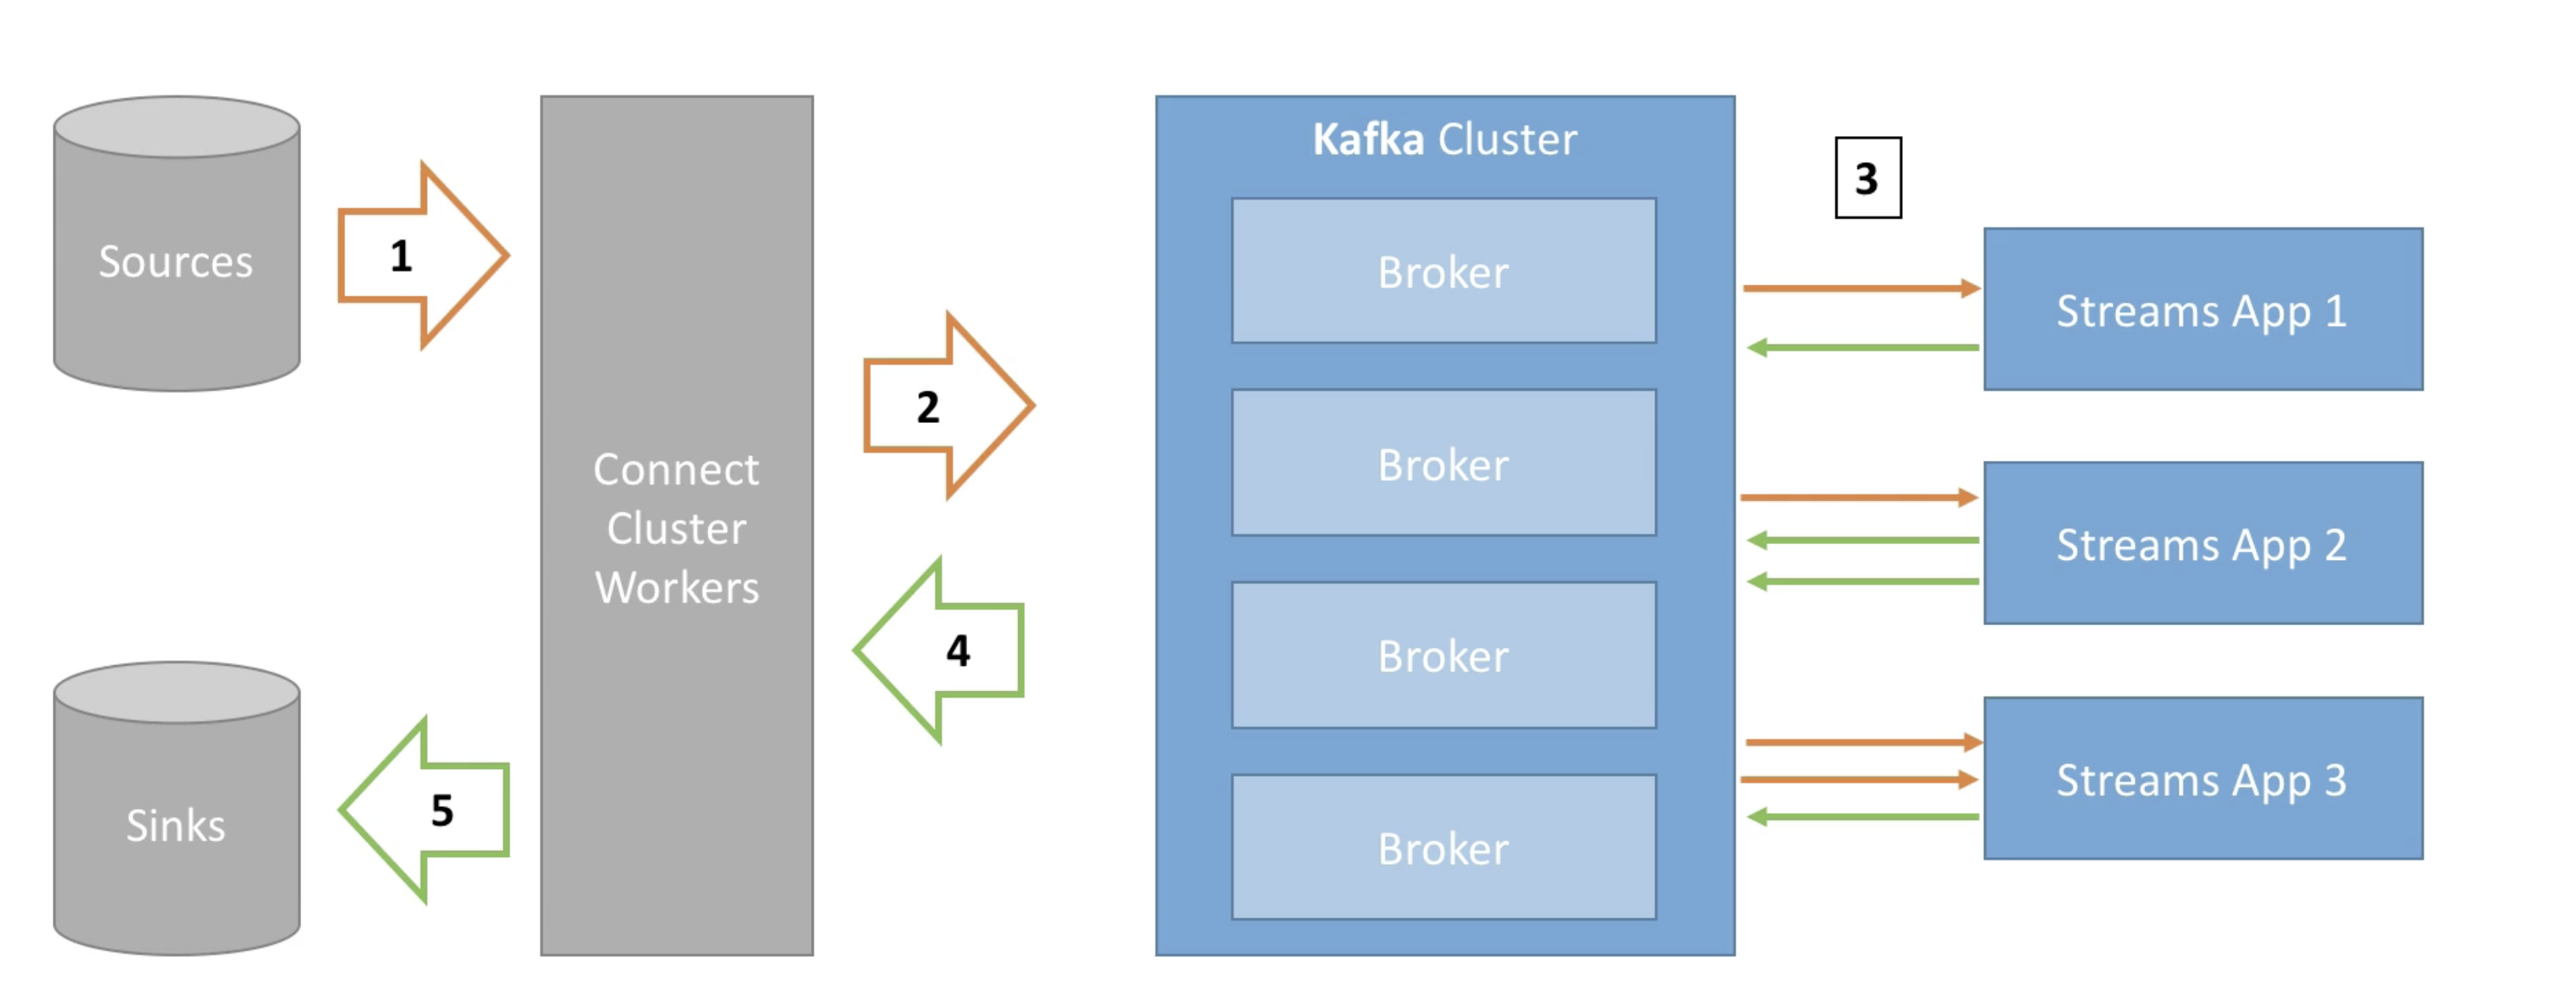 Sources
1
Connect
Cluster
Workers
2
4
5
Sinks
Kafka Cluster
Broker
Broker
Broker
Broker
3
Streams App 1
Streams App 2
Streams App 3